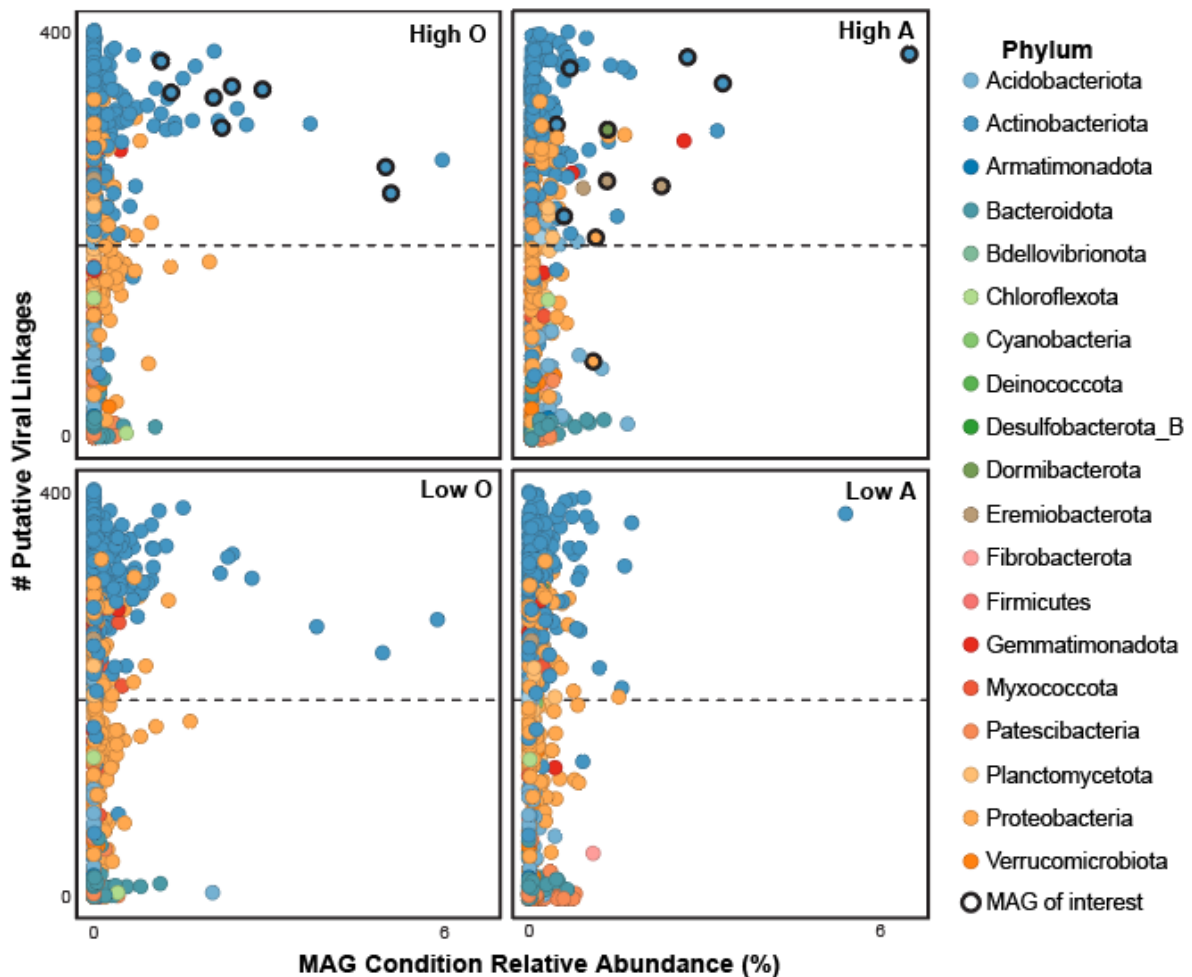 400
High O
High A
0
400
Low O
Low A
0
0
6
0
6
# Putative Viral Linkages
MAG Condition Relative Abundance (%)
Phylum
Acidobacteriota
Actinobacteriota
Armatimonadota
Bacteroidota
Bdellovibrionota
Chloroflexota
Cyanobacteria
Deinococcota
Desulfobacterota_B
Dormibacterota
Eremiobacterota
Fibrobacterota
Firmicutes
Gemmatimonadota
Myxococcota
Patescibacteria
Planctomycetota
Proteobacteria
Verrucomicrobiota
MAG of interest